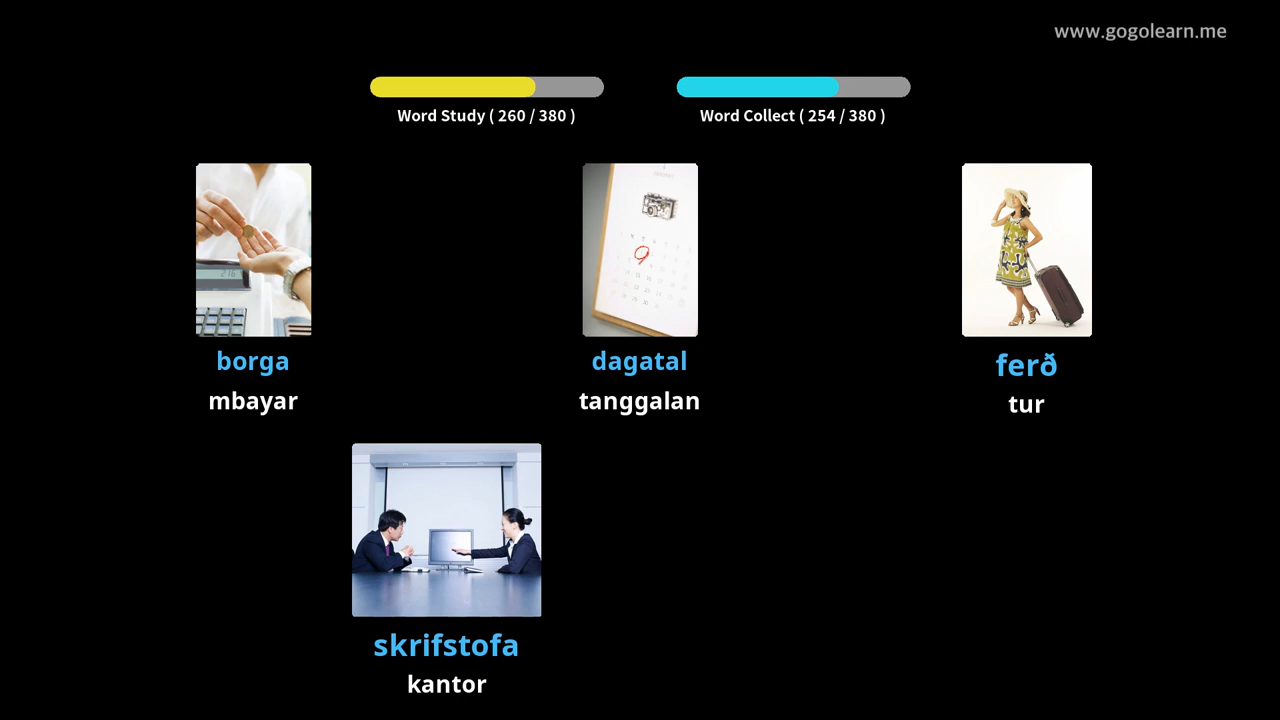 www.gogolearn.me
Word Study ( 260 / 380 )
Word Collect ( 254 / 380 )
borga
mbayar
dagatal
tanggalan
ferð
tur
skrifstofa
kantor